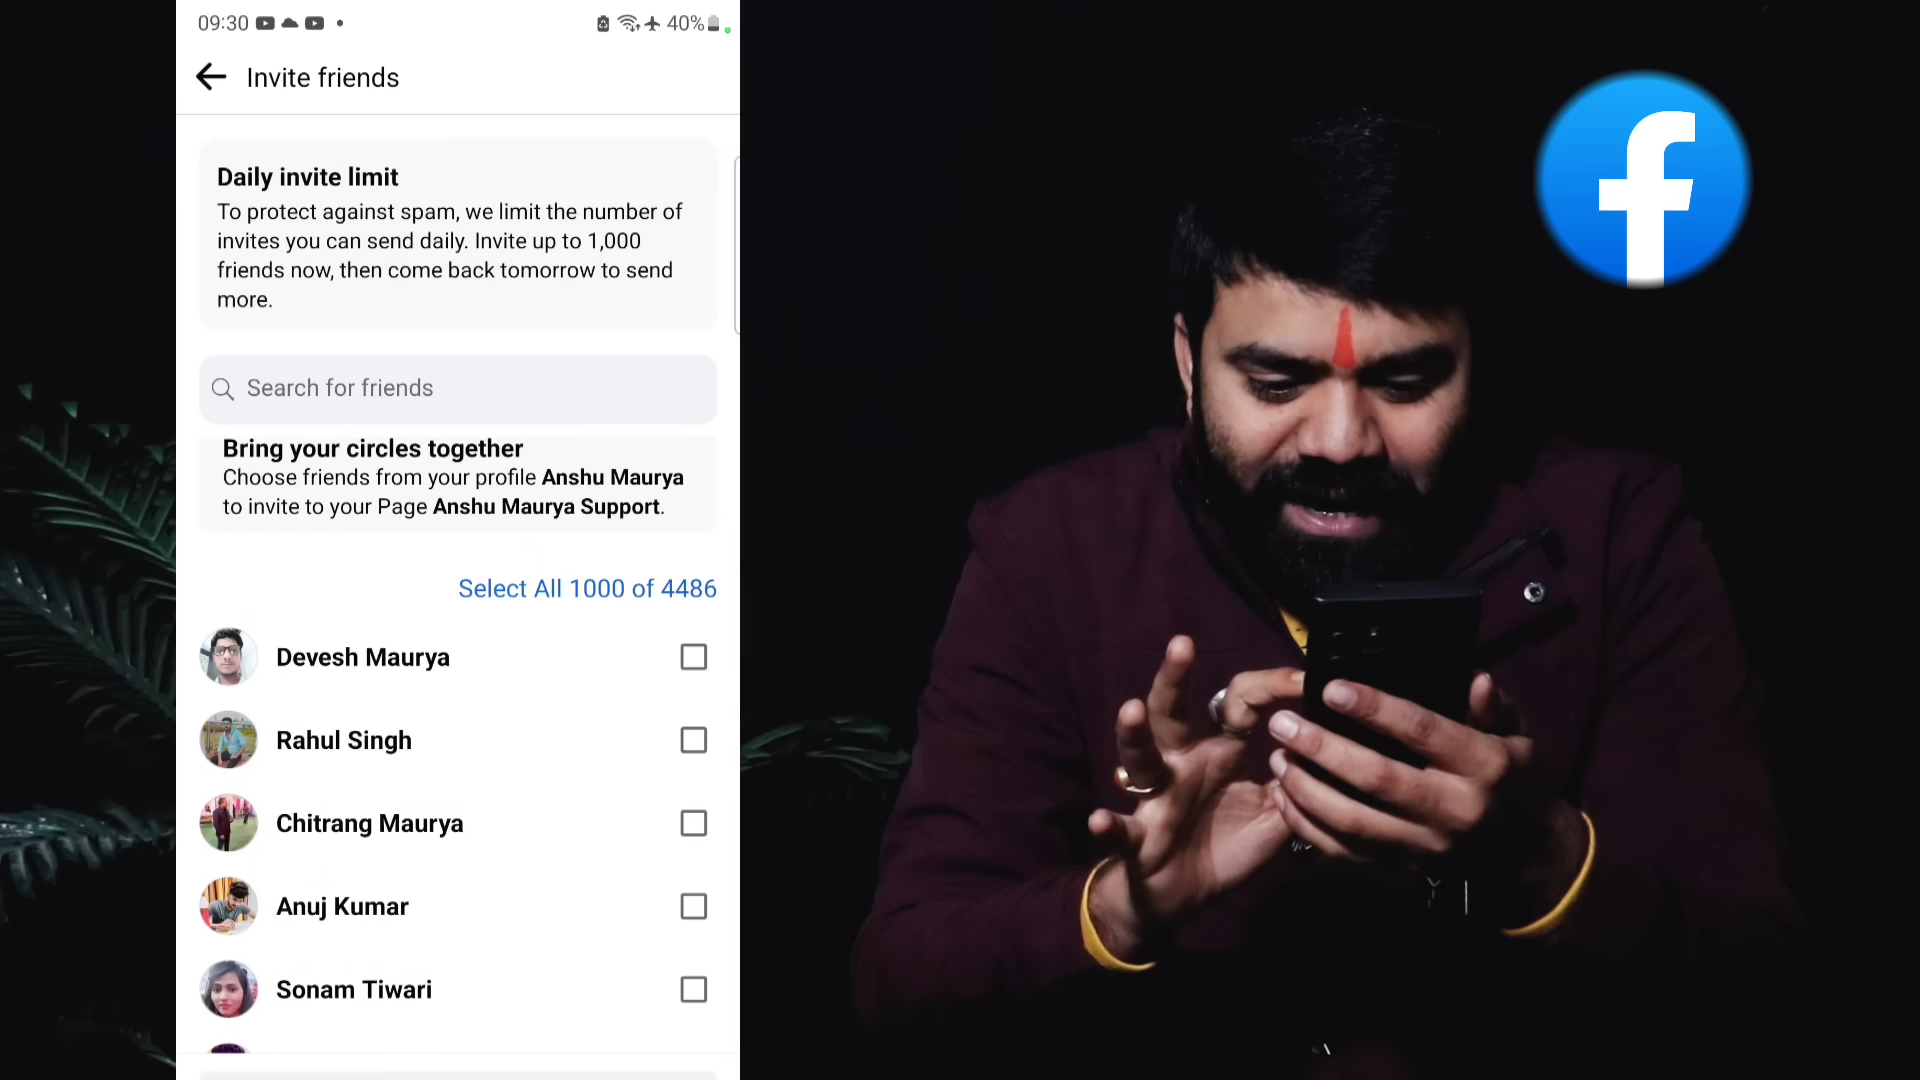 09:30
40%
Invite friends
Daily invite limit
To protect against spam, we limit the number of
invites you can send daily. Invite up to 1,000
friends now, then come back tomorrow to send
more.
Search for friends
Bring your circles together
Choose friends from your profile Anshu Maurya
to invite to your Page Anshu Maurya Support.
Select All 1000 of 4486
Devesh Maurya
Rahul Singh
Chitrang Maurya
Anuj Kumar
Sonam Tiwari
f